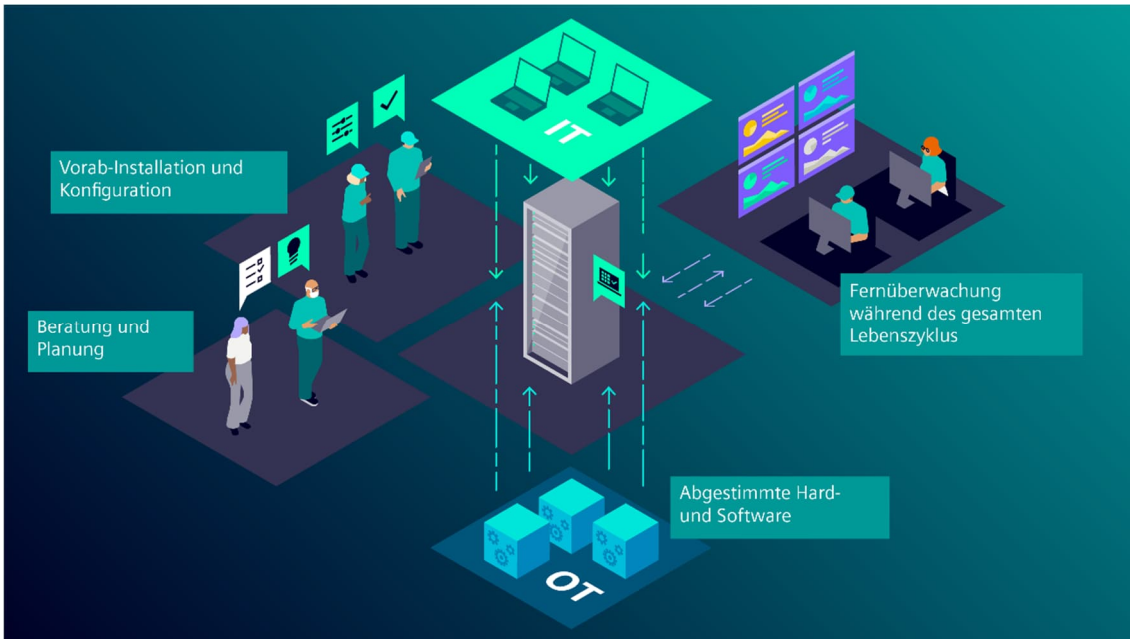 IT
Vorab-Installation und
Konfiguration
Beratung und
Planung
Fernüberwachung
während des gesamten
Lebenszyklus
Abgestimmte Hard-
und Software
OT